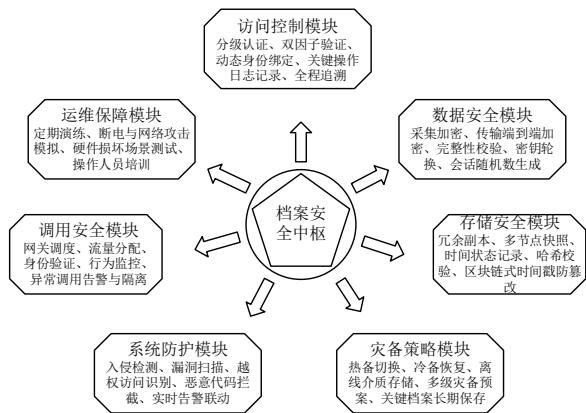 访问控制模块
分级认证、双因子验证、
动态身份绑定、关键操作
日志记录、全程追溯
运维保障模块
定期演练、断电与网络攻击
模拟、硬件损坏场景测试、
操作人员培训
数据安全模块
采集加密、传输端到端加
密、完整性校验、密钥轮
换、会话随机数生成
档案安
全中枢
调用安全模块
网关调度、流量分配、
身份验证、行为监控、
异常调用告警与隔离
存储安全模块
冗余副本、多节点快照、
时间状态记录、哈希校
验、区块链式时间戳防篡
改
系统防护模块
入侵检测、漏洞扫描、越
权访问识别、恶意代码拦
截、实时告警联动
灾备策略模块
热备切换、冷备恢复、离
线介质存储、多级灾备预
案、关键档案长期保存